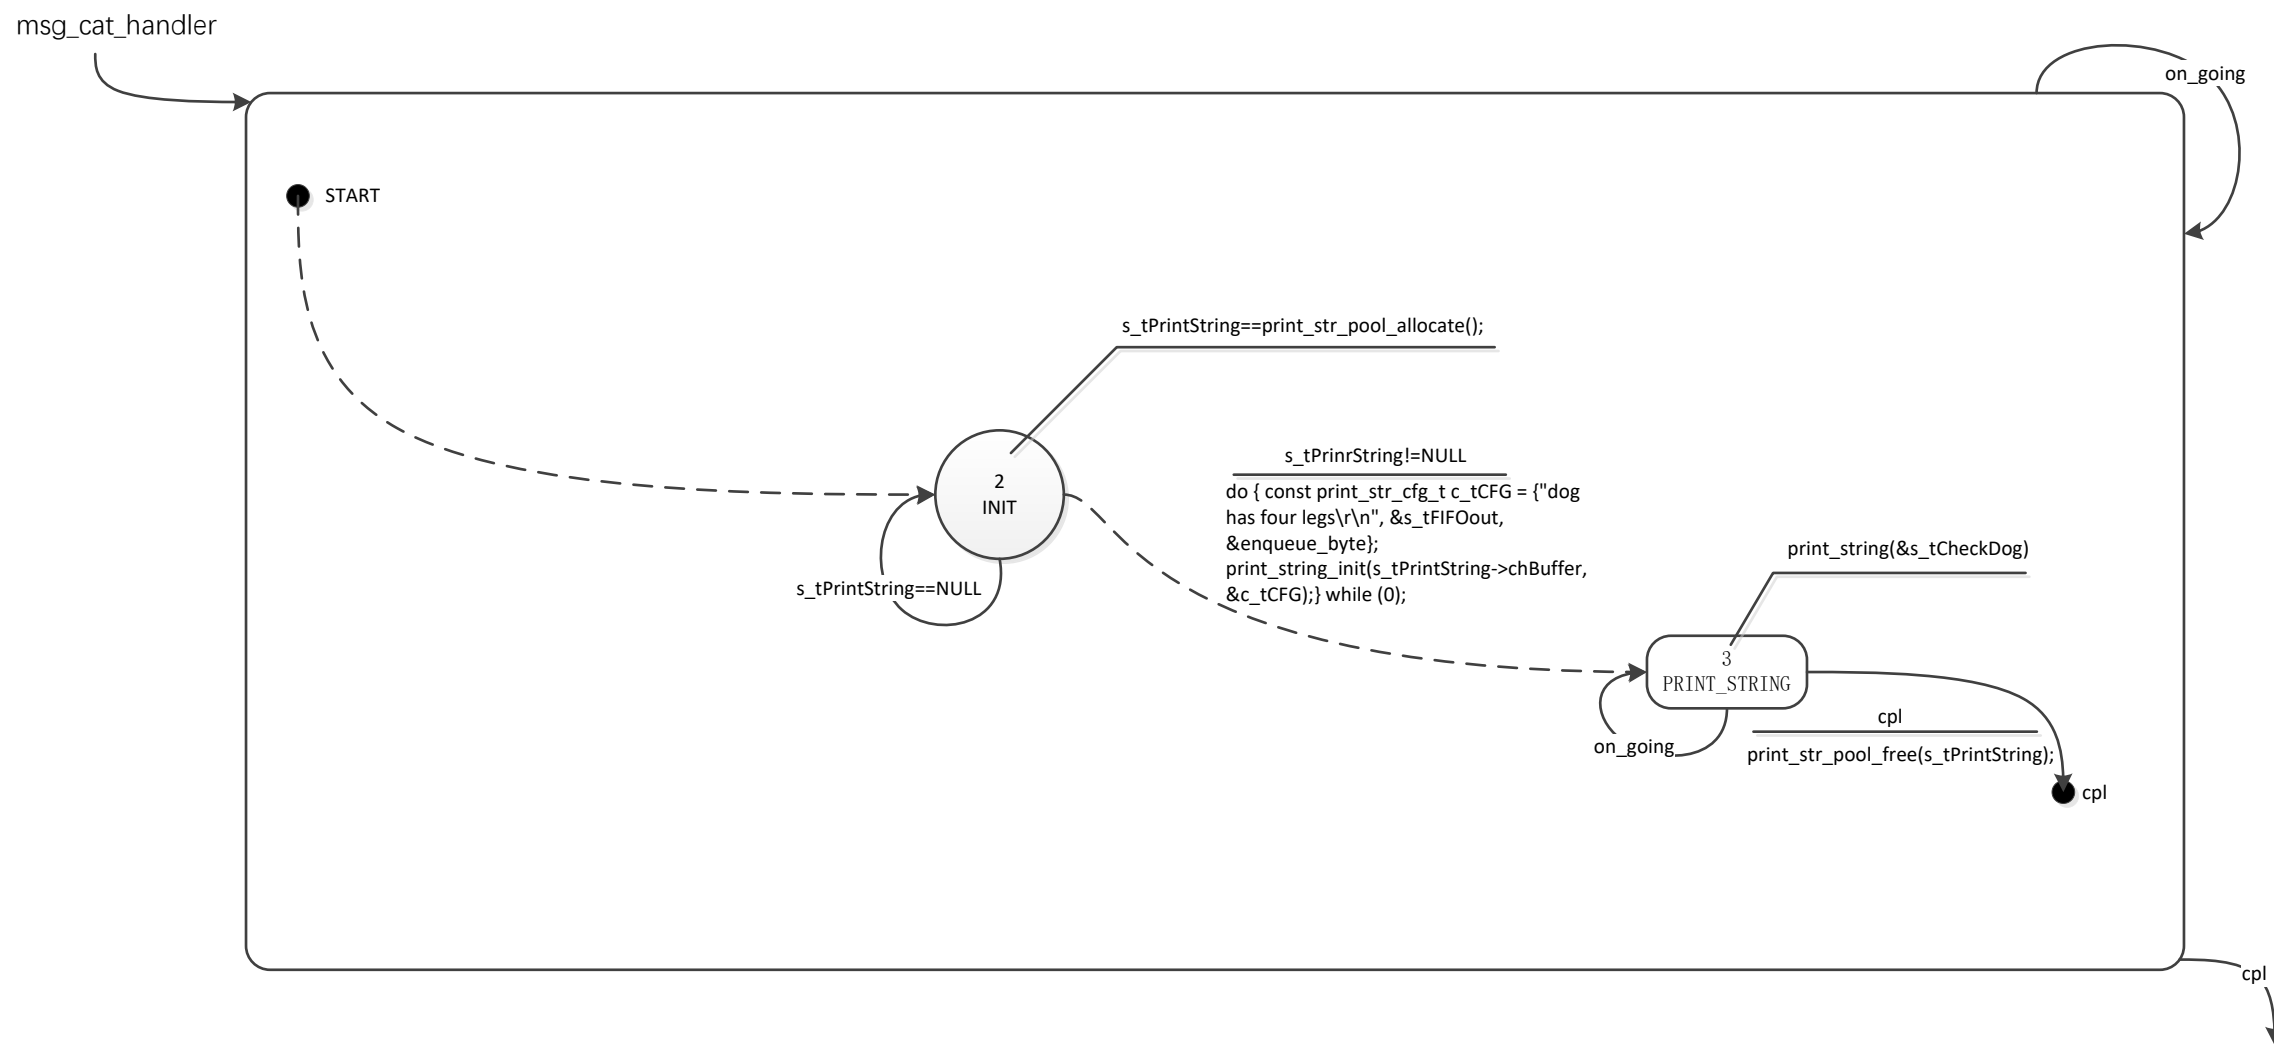 msg_cat_handler
on_going
START
s_tPrintString==print_str_pool_allocate();
2
INIT
s_tPrintString==NULL
s_tPrinrString!=NULL
do { const print_str_cfg_t c_tCFG = {"dog
has four legs\r\n", &s_tFIFOout,
&enqueue_byte};
print_string_init(s_tPrintString->chBuffer,
&c_tCFG);} while (0);
print_string(&s_tCheckDog)
3
PRINT_STRING
on_going
cpl
print_str_pool_free(s_tPrintString);
cpl
cpl